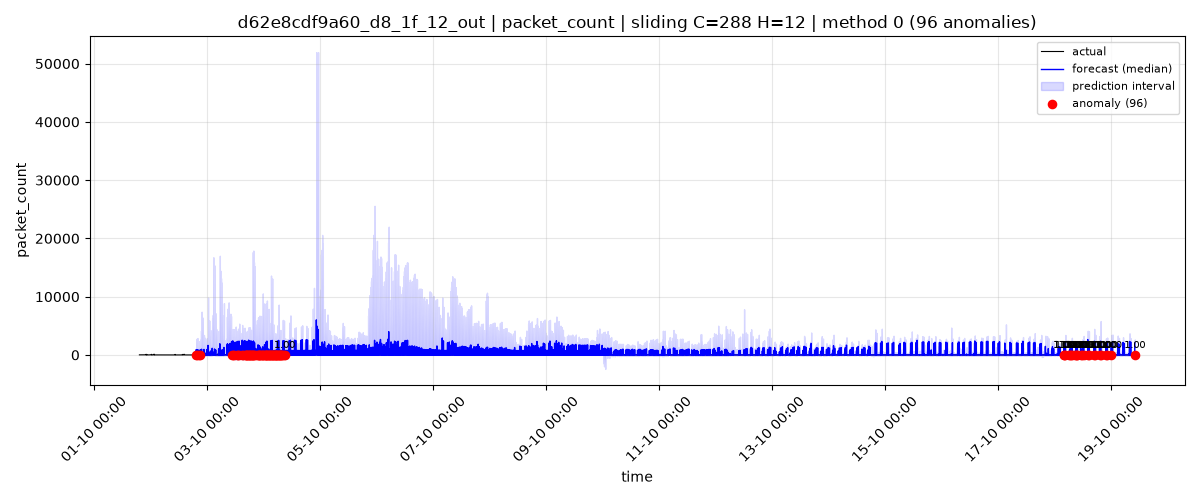 d62e8cdf9a60_d8_1f_12_out | packet_count | sliding C=288 H=12 | method 0 (96 anomalies)
actual
forecast (median)
prediction interval
anomaly (96)
packet_count
50000
40000
30000
20000
10000
0
01-10 00:00
03-10 00:00
05-10 00:00
07-10 00:00
09-10 00:00
11-10 00:00
13-10 00:00
15-10 00:00
17-10 00:00
19-10 00:00
time